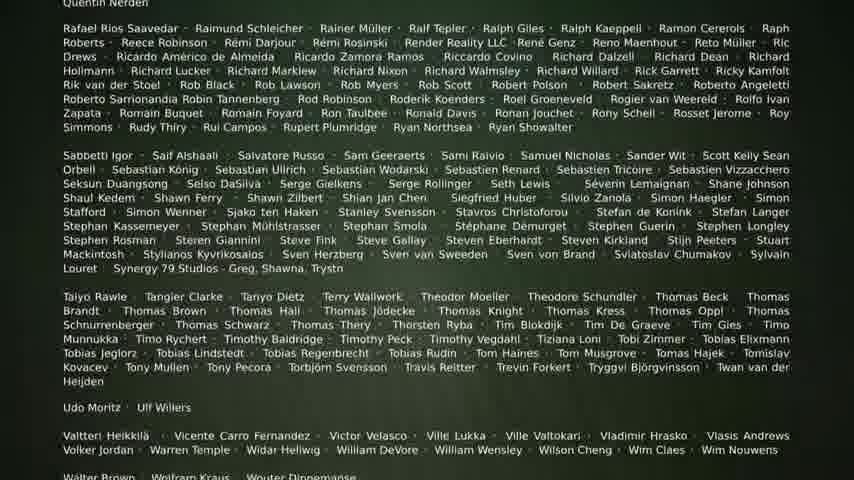 Quentin Nerden
Rafael Rios Saavedar · Raimund Schleicher · Rainer Müller · Ralf Tepler · Ralph Giles · Ralph Kaeppeli · Ramon Cererols · Raph
Roberts · Reece Robinson · Rémi Darjour · Rémi Rosinski · Render Reality LLC · René Genz · Reno Maenhout · Reto Müller · Ric
Drews · Ricardo Américo de Almeida · Ricardo Zamora Ramos · Riccardo Covino · Richard Dalzell · Richard Dean · Richard
Hollmann · Richard Lucker · Richard Marklew · Richard Nixon · Richard Walmsley · Richard Willard · Rick Garrett · Ricky Kamfolt
Rik van der Stoel · Rob Black · Rob Lawson · Rob Myers · Rob Scott · Robert Polson · Robert Sakretz · Roberto Angeletti
Roberto Sarrionandia Robin Tannenberg · Rod Robinson · Roderik Koenders · Roel Groeneveld · Rogier van Weereld · Rolfo Ivan
Zapata · Romain Buquet · Romain Foyard · Ron Taulbee · Ronald Davis · Ronan Jouchet · Rony Schell · Rosset Jerome · Roy
Simmons · Rudy Thiry · Rui Campos · Rupert Plumridge · Ryan Northsea · Ryan Showalter
Sabbetti Igor · Saif Alshaali · Salvatore Russo · Sam Geeraerts · Sami Raivio · Samuel Nicholas · Sander Wit · Scott Kelly Sean
Orbell · Sebastian König · Sebastian Ullrich · Sebastian Wodarski · Sebastien Renard · Sebastien Tricoire · Sebastien Vizzacchero
Seksun Duangsong · Selso DaSilva · Serge Gielkens · Serge Rollinger · Seth Lewis · Séverin Lemaignan · Shane Johnson
Shaul Kedem · Shawn Ferry · Shawn Zilbert · Shian Jan Chen · Siegfried Huber · Silvio Zanola · Simon Haegler · Simon
Stafford · Simon Wenner · Sjako ten Haken · Stanley Svensson · Stavros Christoforou · Stefan de Konink · Stefan Langer
Stephan Kassemeyer · Stephan Mühlstrasser · Stephan Smola · Stéphane Démurget · Stephen Guerin · Stephen Longley
Stephen Rosman · Steren Giannini · Steve Fink · Steve Gallay · Steven Eberhardt · Steven Kirkland · Stijn Peeters · Stuart
Mackintosh · Stylianos Kyvrikosaios · Sven Herzberg · Sven van Sweeden · Sven von Brand · Sviatoslav Chumakov · Sylvain
Louret · Synergy 79 Studios - Greg, Shawna, Trystn
Taiyo Rawle · Tangier Clarke · Tanyo Dietz · Terry Wallwork · Theodor Moeller · Theodore Schundler · Thomas Beck · Thomas
Brandt · Thomas Brown · Thomas Hall · Thomas Jödecke · Thomas Knight · Thomas Kress · Thomas Oppl · Thomas
Schnurrenberger · Thomas Schwarz · Thomas Thery · Thorsten Ryba · Tim Blokdijk · Tim De Graeve · Tim Gies · Timo
Munnukka · Timo Rychert · Timothy Baldridge · Timothy Peck · Timothy Vegdahl · Tiziana Loni · Tobi Zimmer · Tobias Elixmann
Tobias Jeglorz · Tobias Lindstedt · Tobias Regenbrecht · Tobias Rudin · Tom Haines · Tom Musgrove · Tomas Hajek · Tomislav
Kovacev · Tony Mullen · Tony Pecora · Torbjörn Svensson · Travis Reitter · Trevin Forkert · Tryggvi Björgvinsson · Twan van der
Heijden
Udo Moritz · Ulf Willers
Valtteri Heikkilä · Vicente Carro Fernandez · Victor Velasco · Ville Lukka · Ville Valtokari · Vladimir Hrasko · Vlasis Andrews
Volker Jordan · Warren Temple · Widar Hellwig · William DeVore · William Wensley · Wilson Cheng · Wim Claes · Wim Nouwens
Walter Brown · Wolfram Kraus · Wouter Dippenmanse